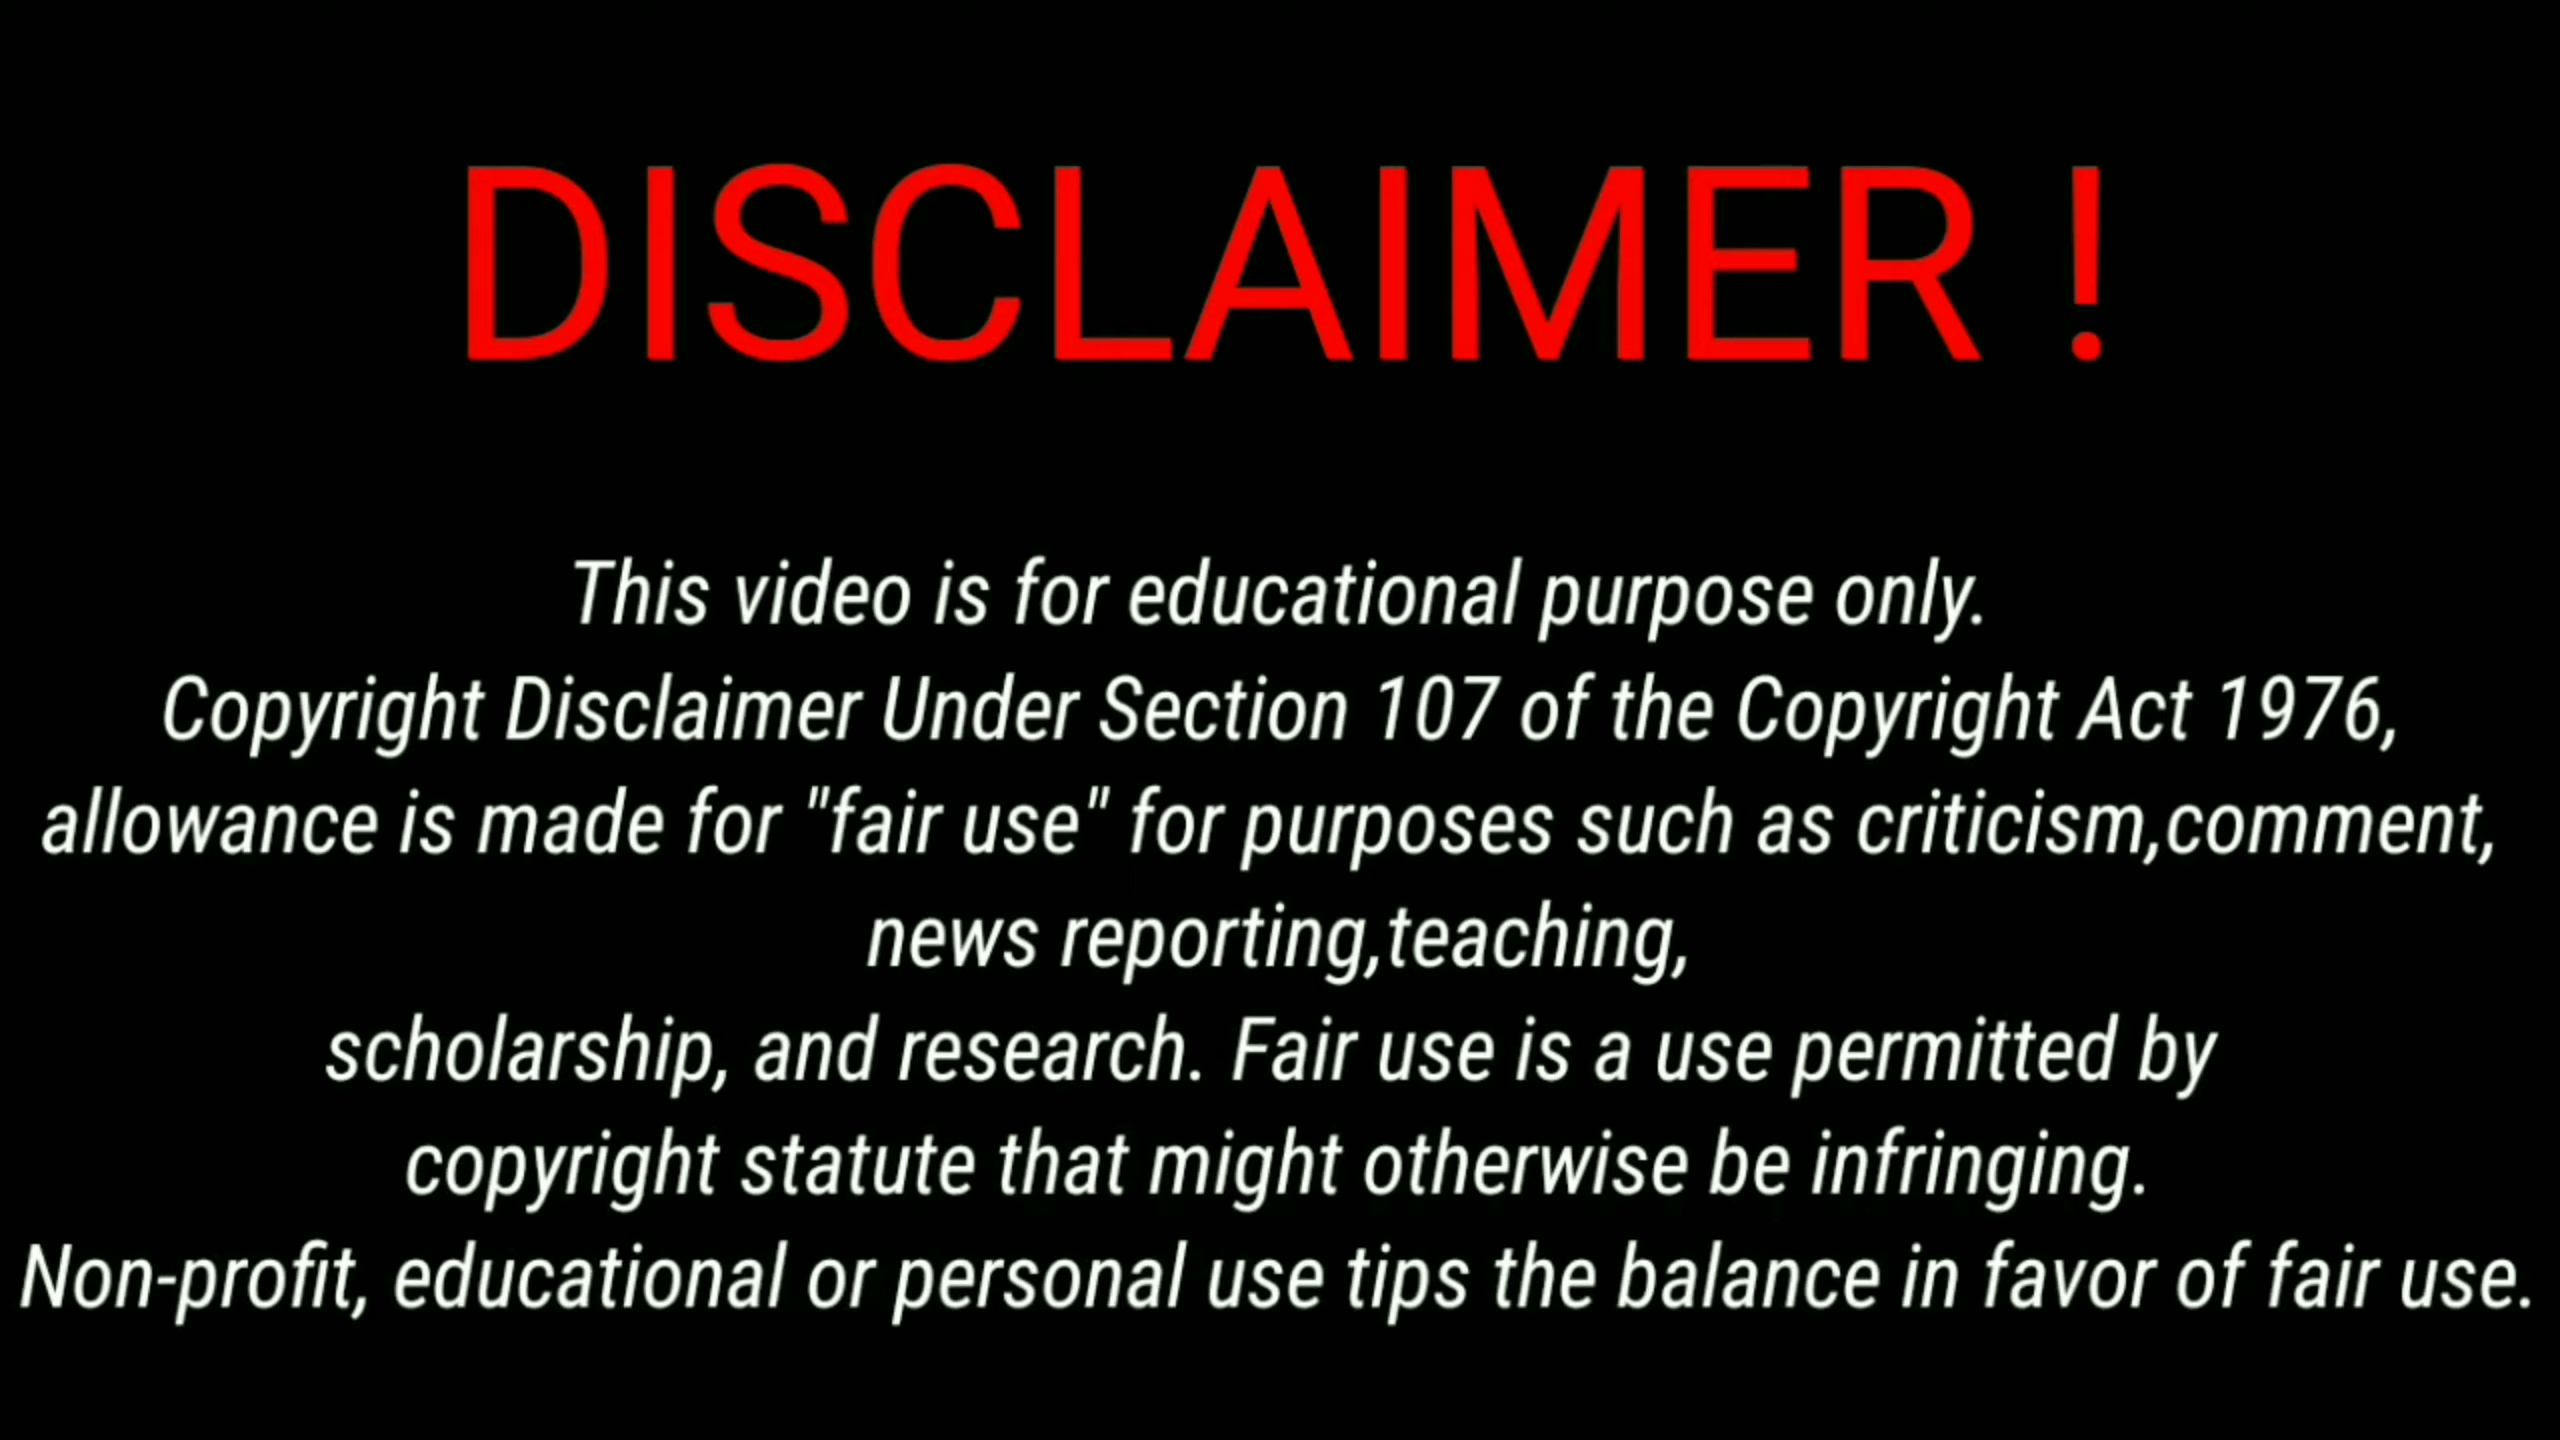 DISCLAIMER !
This video is for educational purpose only.
Copyright Disclaimer Under Section 107 of the Copyright Act 1976,
allowance is made for "fair use" for purposes such as criticism,comment,
news reporting,teaching,
scholarship, and research. Fair use is a use permitted by
copyright statute that might otherwise be infringing.
Non-profit, educational or personal use tips the balance in favor of fair use.